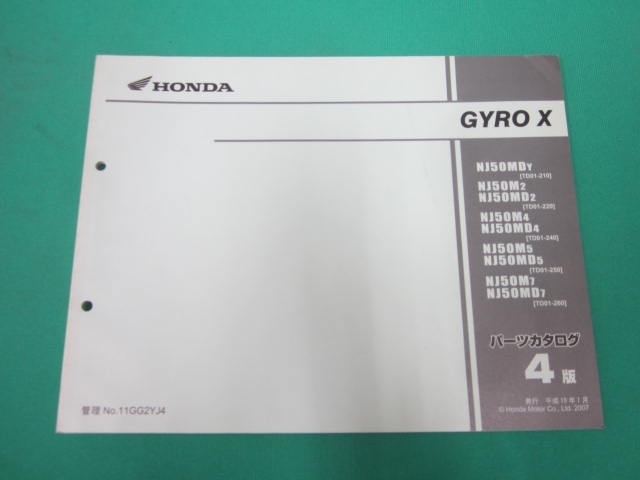 HONDA
GYRO X
NJ50MDY
[TD01-210]
NJ50M2
NJ50MD2
[TD01-220]
NJ50M4
NJ50MD4
[TD01-240]
NJ50M5
NJ50MD5
[TD01-250]
NJ50M7
NJ50MD7
[TD01-260]
パーツカタログ
4版
発行 平成19年1月
© Honda Motor Co., Ltd. 2007
管理 No.11GG2YJ4